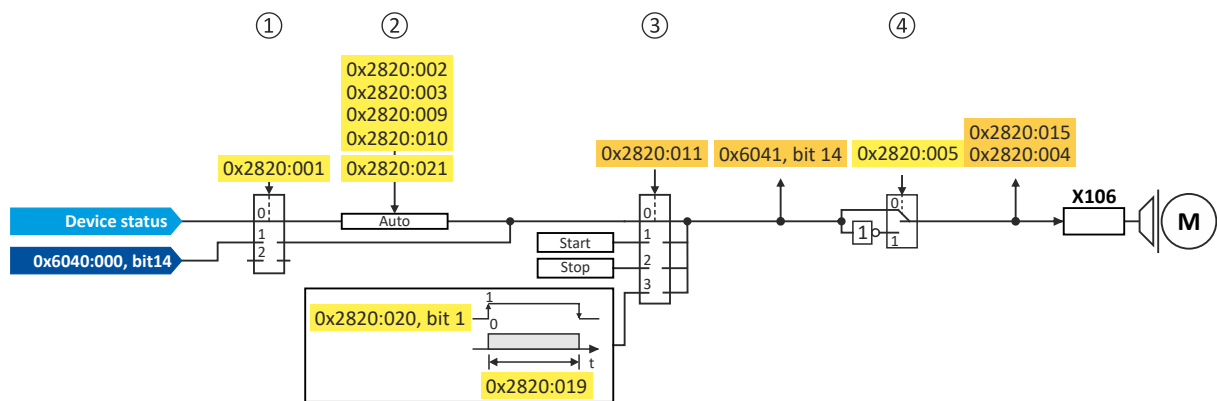 ① ② ③ ④
0x2820:002
0x2820:003
0x2820:009
0x2820:010
0x2820:001
0x2820:021
0x2820:011
0x6041, bit 14
0x2820:005
0x2820:015
0x2820:004
Device status
0
Auto
0
0
X106
M
0x6040:000, bit14
1
2
Start
1
Stop
2
3
1
1
0x2820:020, bit 1
1
0
t
0x2820:019